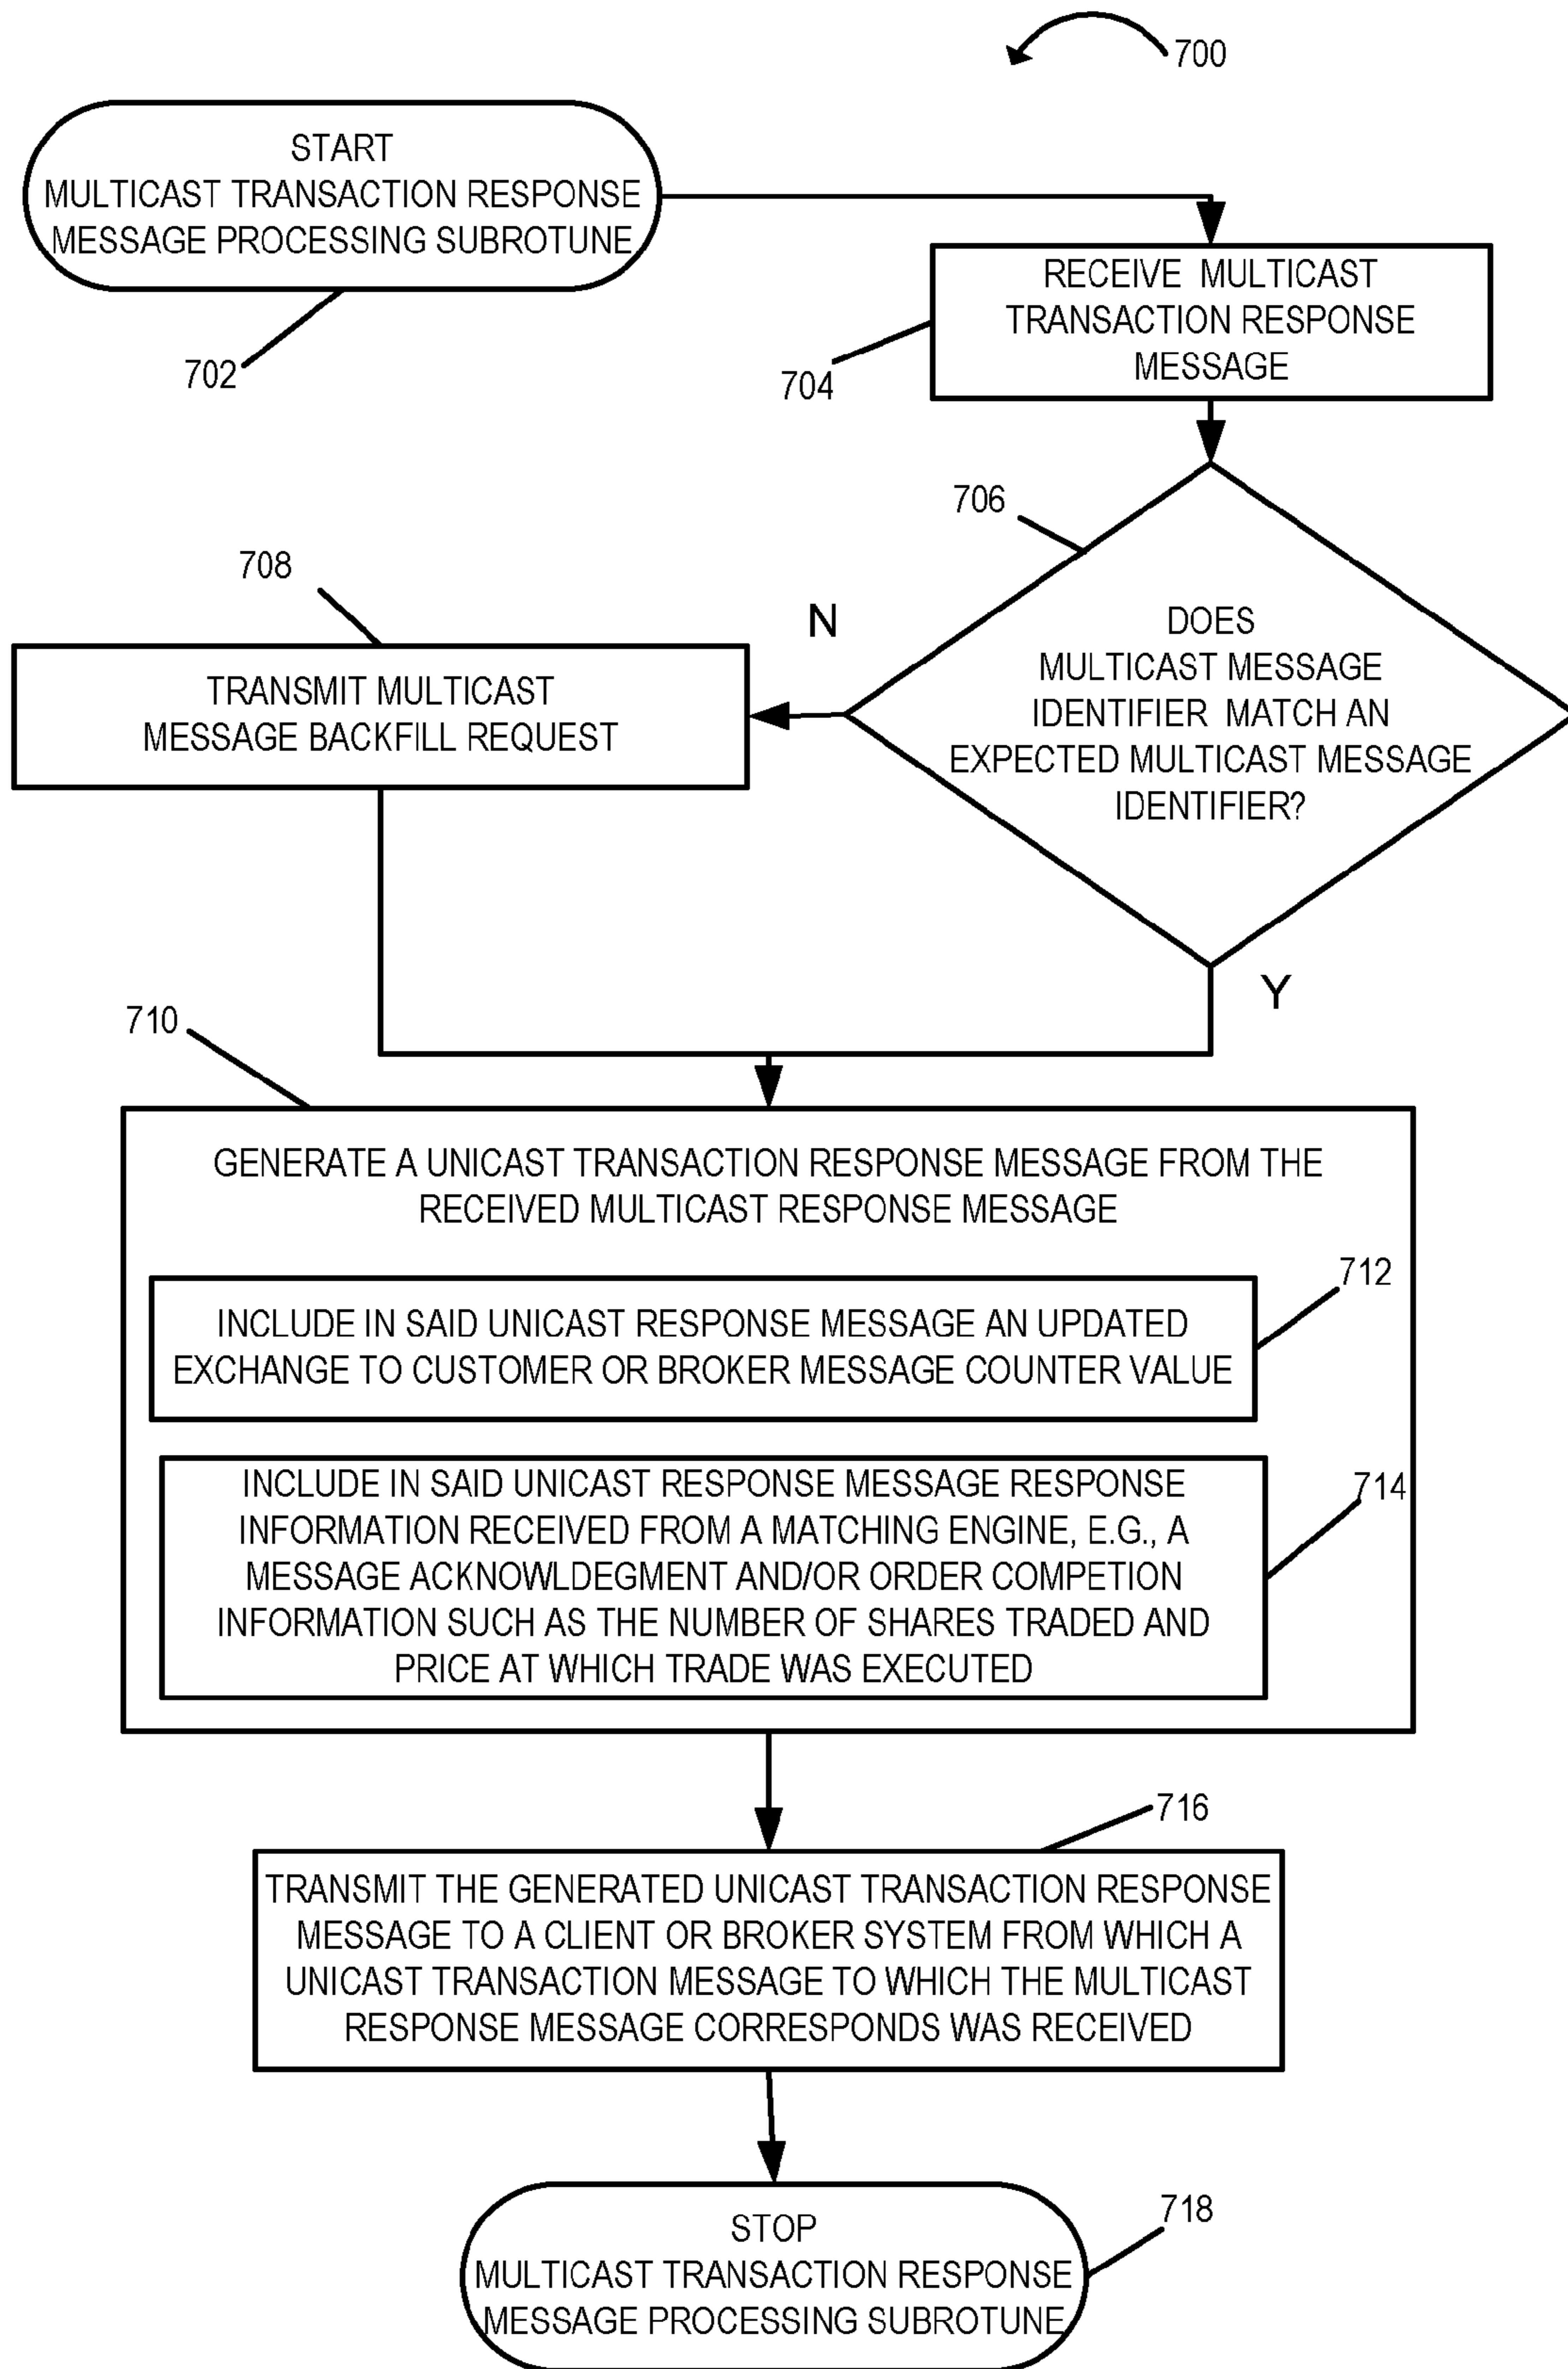 700
START
MULTICAST TRANSACTION RESPONSE
MESSAGE PROCESSING SUBROTUNE
702
RECEIVE MULTICAST
TRANSACTION RESPONSE
MESSAGE
704
706
DOES
MULTICAST MESSAGE
IDENTIFIER MATCH AN
EXPECTED MULTICAST MESSAGE
IDENTIFIER?
N
708
TRANSMIT MULTICAST
MESSAGE BACKFILL REQUEST
Y
710
GENERATE A UNICAST TRANSACTION RESPONSE MESSAGE FROM THE
RECEIVED MULTICAST RESPONSE MESSAGE
712
INCLUDE IN SAID UNICAST RESPONSE MESSAGE AN UPDATED
EXCHANGE TO CUSTOMER OR BROKER MESSAGE COUNTER VALUE
714
INCLUDE IN SAID UNICAST RESPONSE MESSAGE RESPONSE
INFORMATION RECEIVED FROM A MATCHING ENGINE, E.G., A
MESSAGE ACKNOWLDEGMENT AND/OR ORDER COMPETION
INFORMATION SUCH AS THE NUMBER OF SHARES TRADED AND
PRICE AT WHICH TRADE WAS EXECUTED
716
TRANSMIT THE GENERATED UNICAST TRANSACTION RESPONSE
MESSAGE TO A CLIENT OR BROKER SYSTEM FROM WHICH A
UNICAST TRANSACTION MESSAGE TO WHICH THE MULTICAST
RESPONSE MESSAGE CORRESPONDS WAS RECEIVED
718
STOP
MULTICAST TRANSACTION RESPONSE
MESSAGE PROCESSING SUBROTUNE